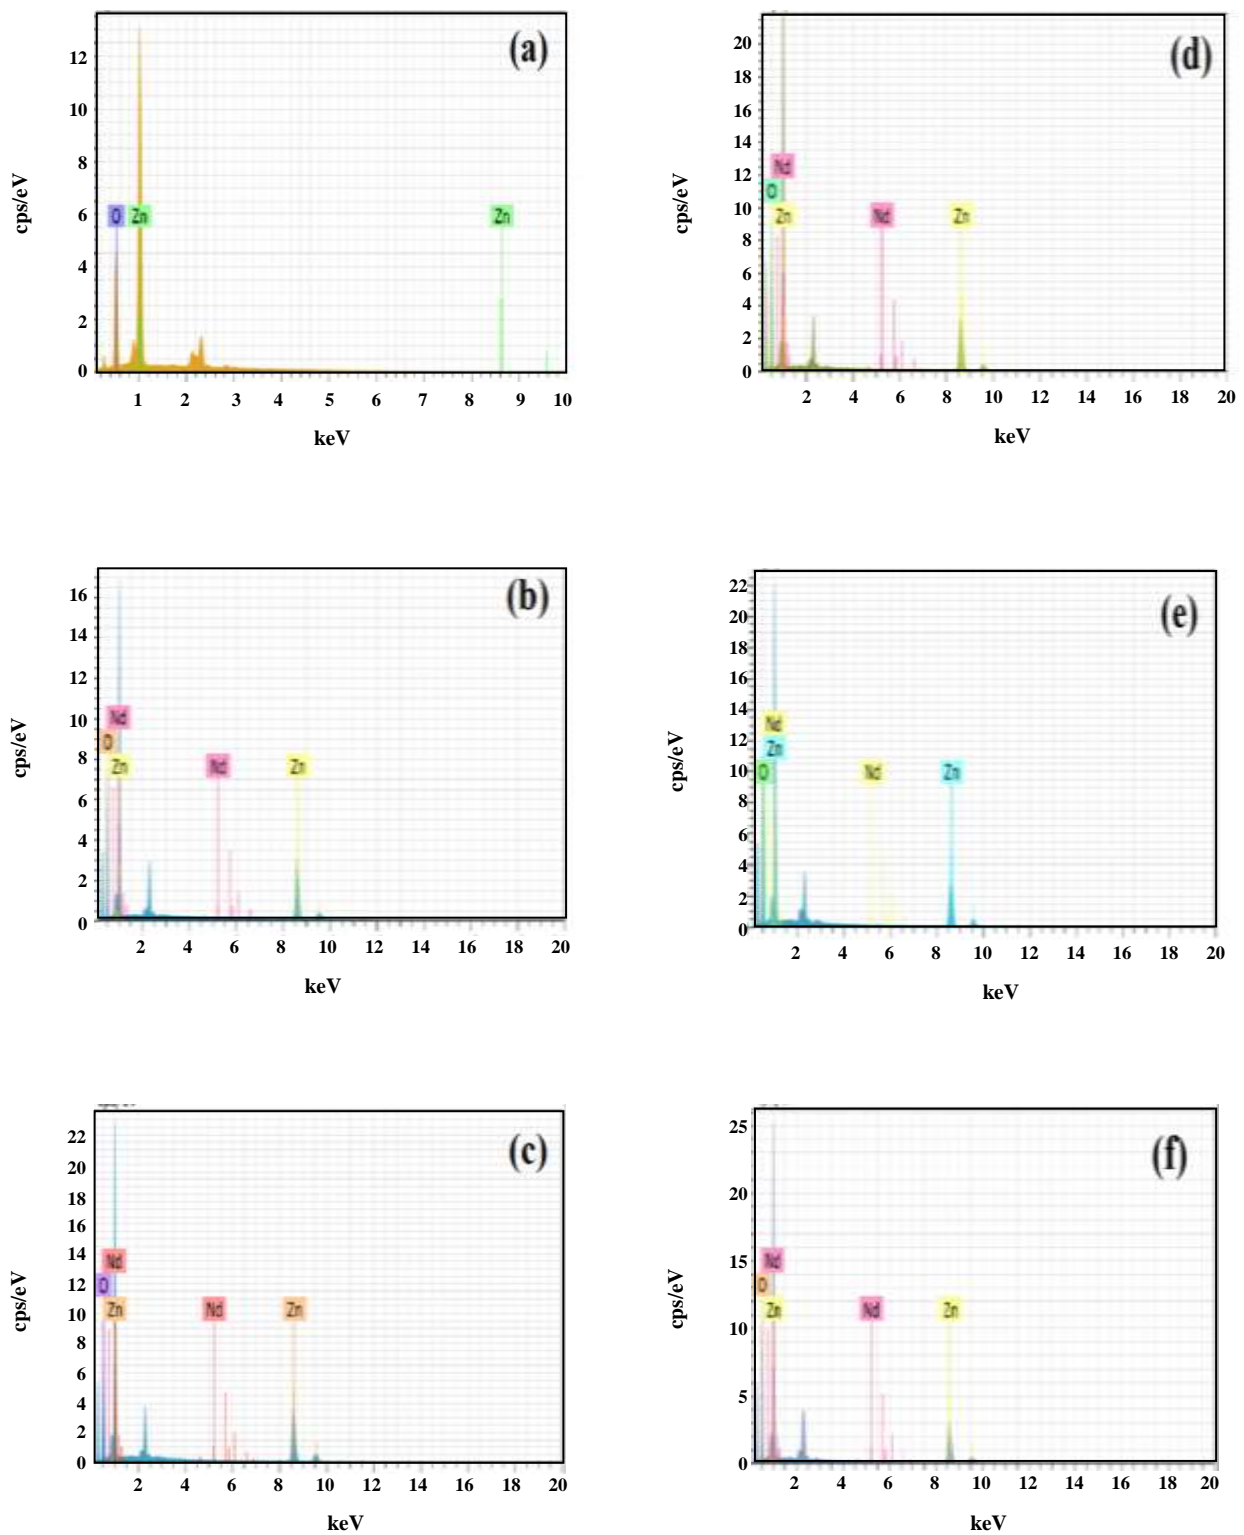 (a)
12
10
8
6
4
2
0
cps/eV
O Zn Zn
1 2 3 4 5 6 7 8 9 10
keV
(d)
20
18
16
14
12
10
8
6
4
2
0
cps/eV
Nd
O
Zn Nd Zn
2 4 6 8 10 12 14 16 18 20
keV
(b)
16
14
12
10
8
6
4
2
0
cps/eV
Nd
O
Zn Nd Zn
2 4 6 8 10 12 14 16 18 20
keV
(e)
22
20
18
16
14
12
10
8
6
4
2
0
cps/eV
Nd
Zn
O Nd Zn
2 4 6 8 10 12 14 16 18 20
keV
(c)
22
20
18
16
14
12
10
8
6
4
2
0
cps/eV
Nd
O
Zn Nd Zn
2 4 6 8 10 12 14 16 18 20
keV
(f)
25
20
15
10
5
0
cps/eV
Nd
O
Zn Nd Zn
2 4 6 8 10 12 14 16 18 20
keV